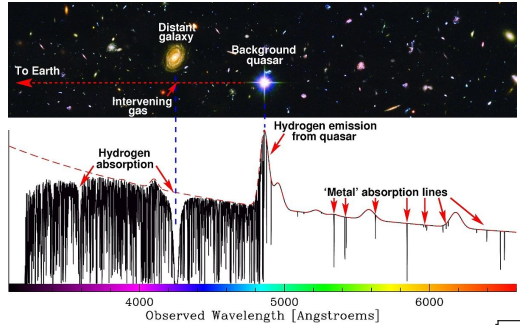 Distant
galaxy
Background
quasar
To Earth
Intervening
gas
Hydrogen emission
from quasar
Hydrogen
absorption
'Metal' absorption lines
4000
5000
6000
Observed Wavelength [Angstroems]